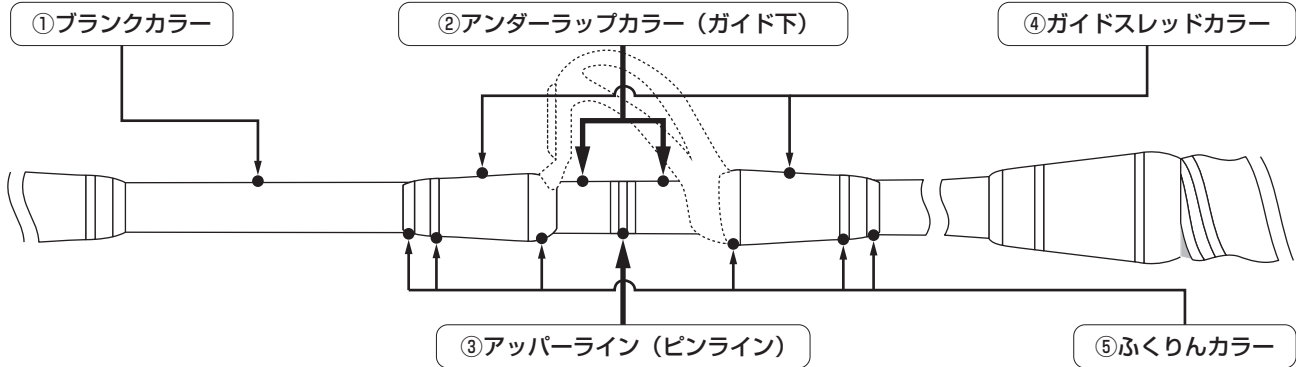 ①ブランクカラー
②アンダーラップカラー（ガイド下）
④ガイドスレッドカラー
③アッパーライン（ピンライン）
⑤ふくりんカラー